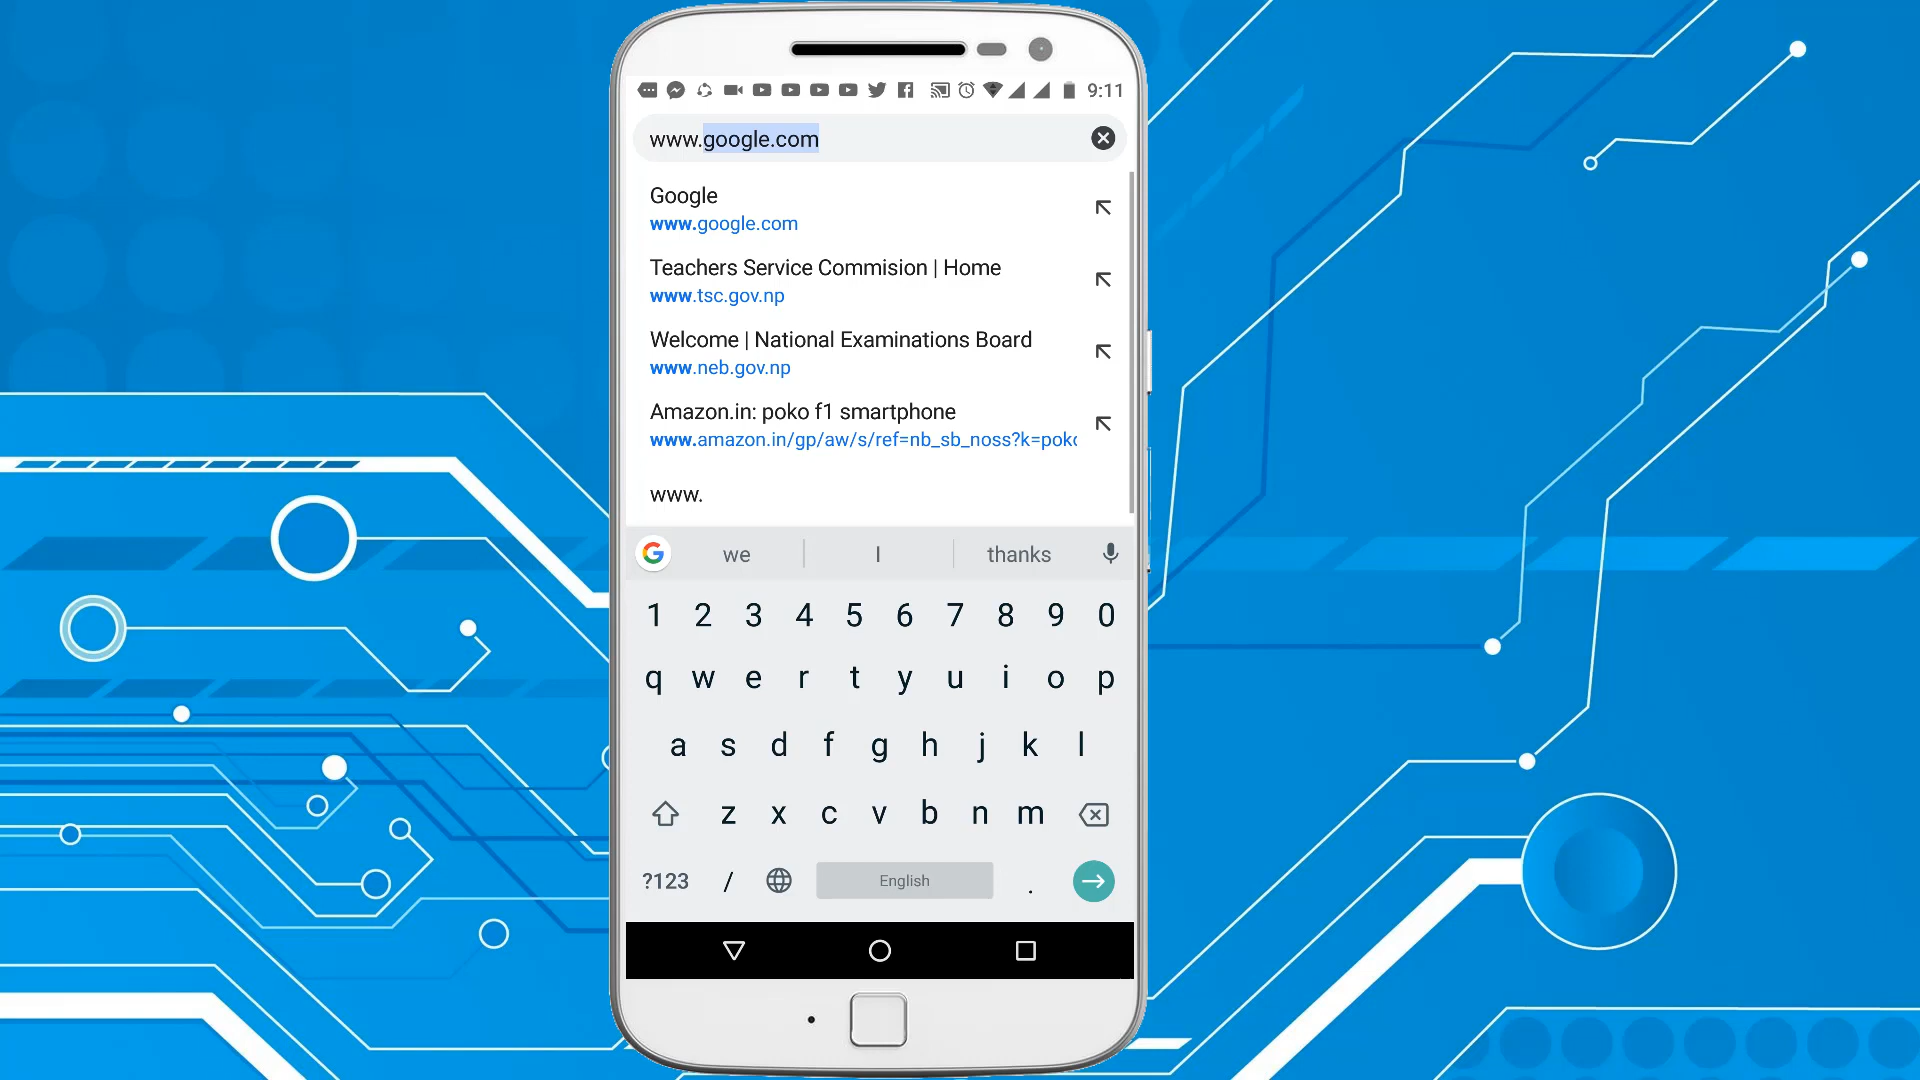 9:11
www.google.com
Google
www.google.com
Teachers Service Commision | Home
www.tsc.gov.np
Welcome | National Examinations Board
www.neb.gov.np
Amazon.in: poko f1 smartphone
www.amazon.in/gp/aw/s/ref=nb_sb_noss?k=poko
www.
we | I | thanks
1 2 3 4 5 6 7 8 9 0
q w e r t y u i o p
a s d f g h j k l
z x c v b n m
?123 / English .